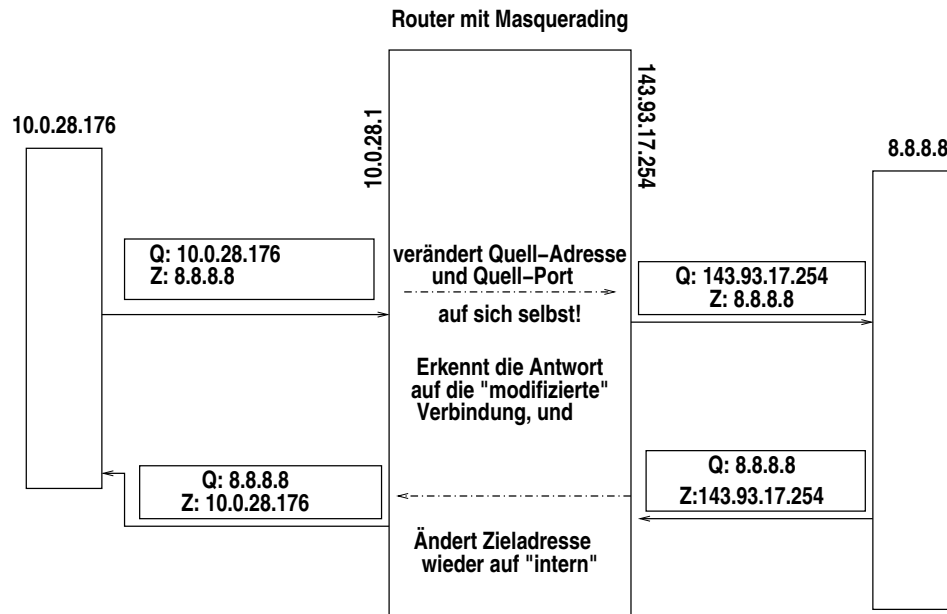 Router mit Masquerading
10.0.28.176
10.0.28.1
143.93.17.254
8.8.8.8
Q: 10.0.28.176
Z: 8.8.8.8
verändert Quell–Adresse
und Quell–Port
auf sich selbst!
Q: 143.93.17.254
Z: 8.8.8.8
Erkennt die Antwort
auf die "modifizierte"
Verbindung, und
Q: 8.8.8.8
Z: 10.0.28.176
Q: 8.8.8.8
Z:143.93.17.254
Ändert Zieladresse
wieder auf "intern"